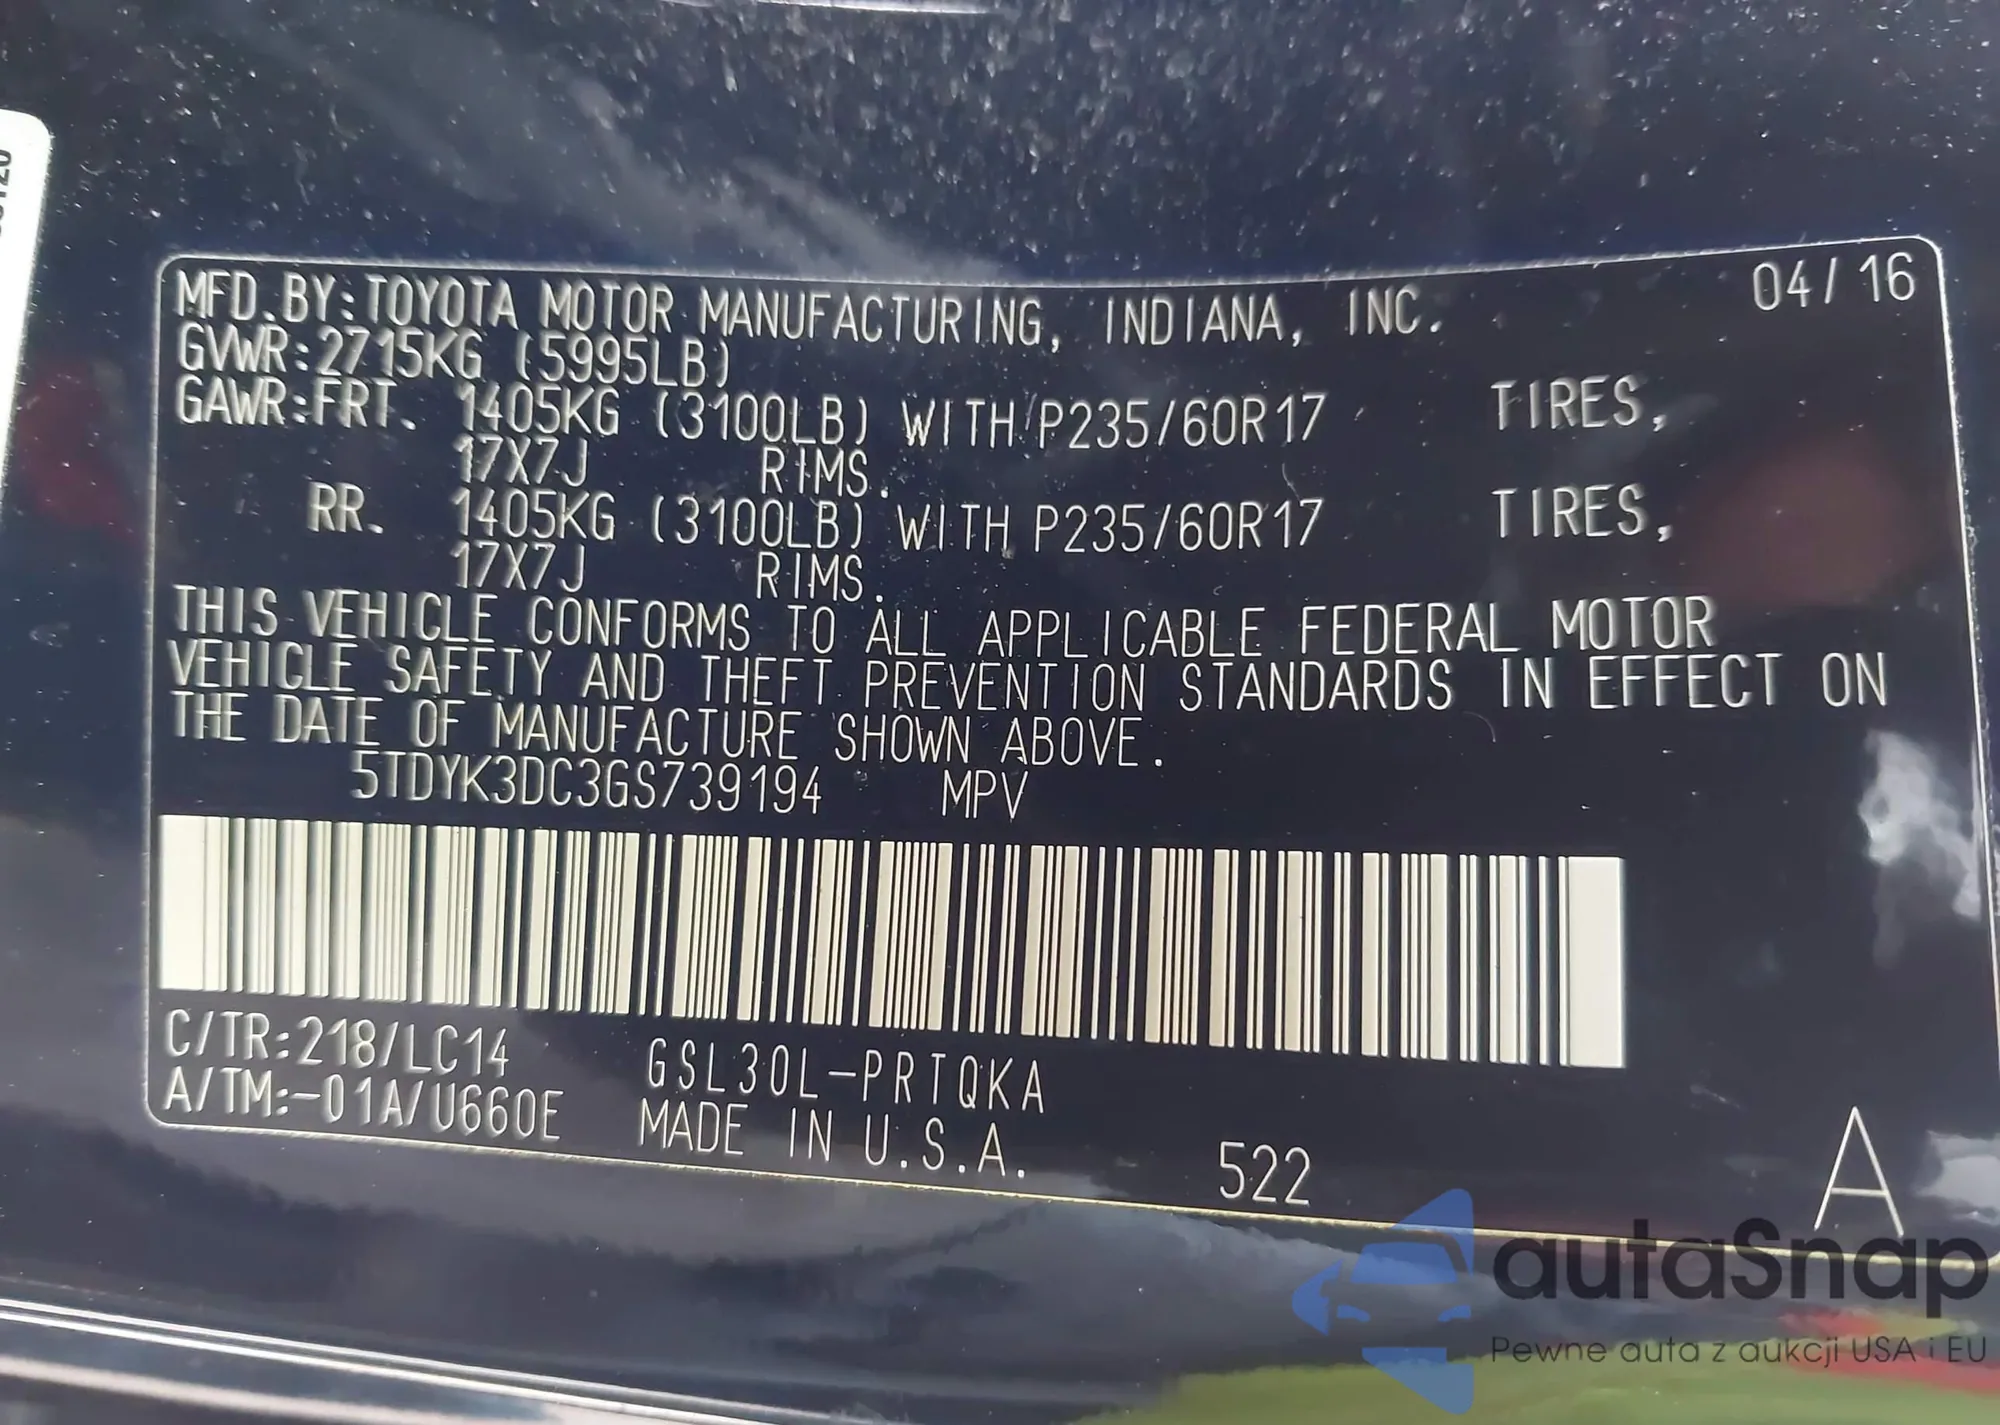 MFD.BY:TOYOTA MOTOR MANUFACTURING, INDIANA, INC. 04/16
GVWR:2715KG (5995LB)
GAWR:FRT. 1405KG (3100LB) WITH P235/60R17 TIRES,
17X7J RIMS.
RR. 1405KG (3100LB) WITH P235/60R17 TIRES,
17X7J RIMS.
THIS VEHICLE CONFORMS TO ALL APPLICABLE FEDERAL MOTOR
VEHICLE SAFETY AND THEFT PREVENTION STANDARDS IN EFFECT ON
THE DATE OF MANUFACTURE SHOWN ABOVE.
5TDYK3DC3GS739194 MPV
C/TR:218/LC14 GSL30L-PRTQKA
A/TM:-01A/U660E MADE IN U.S.A. 522 A
autaSnap
Pewne auta z aukcji USA i EU